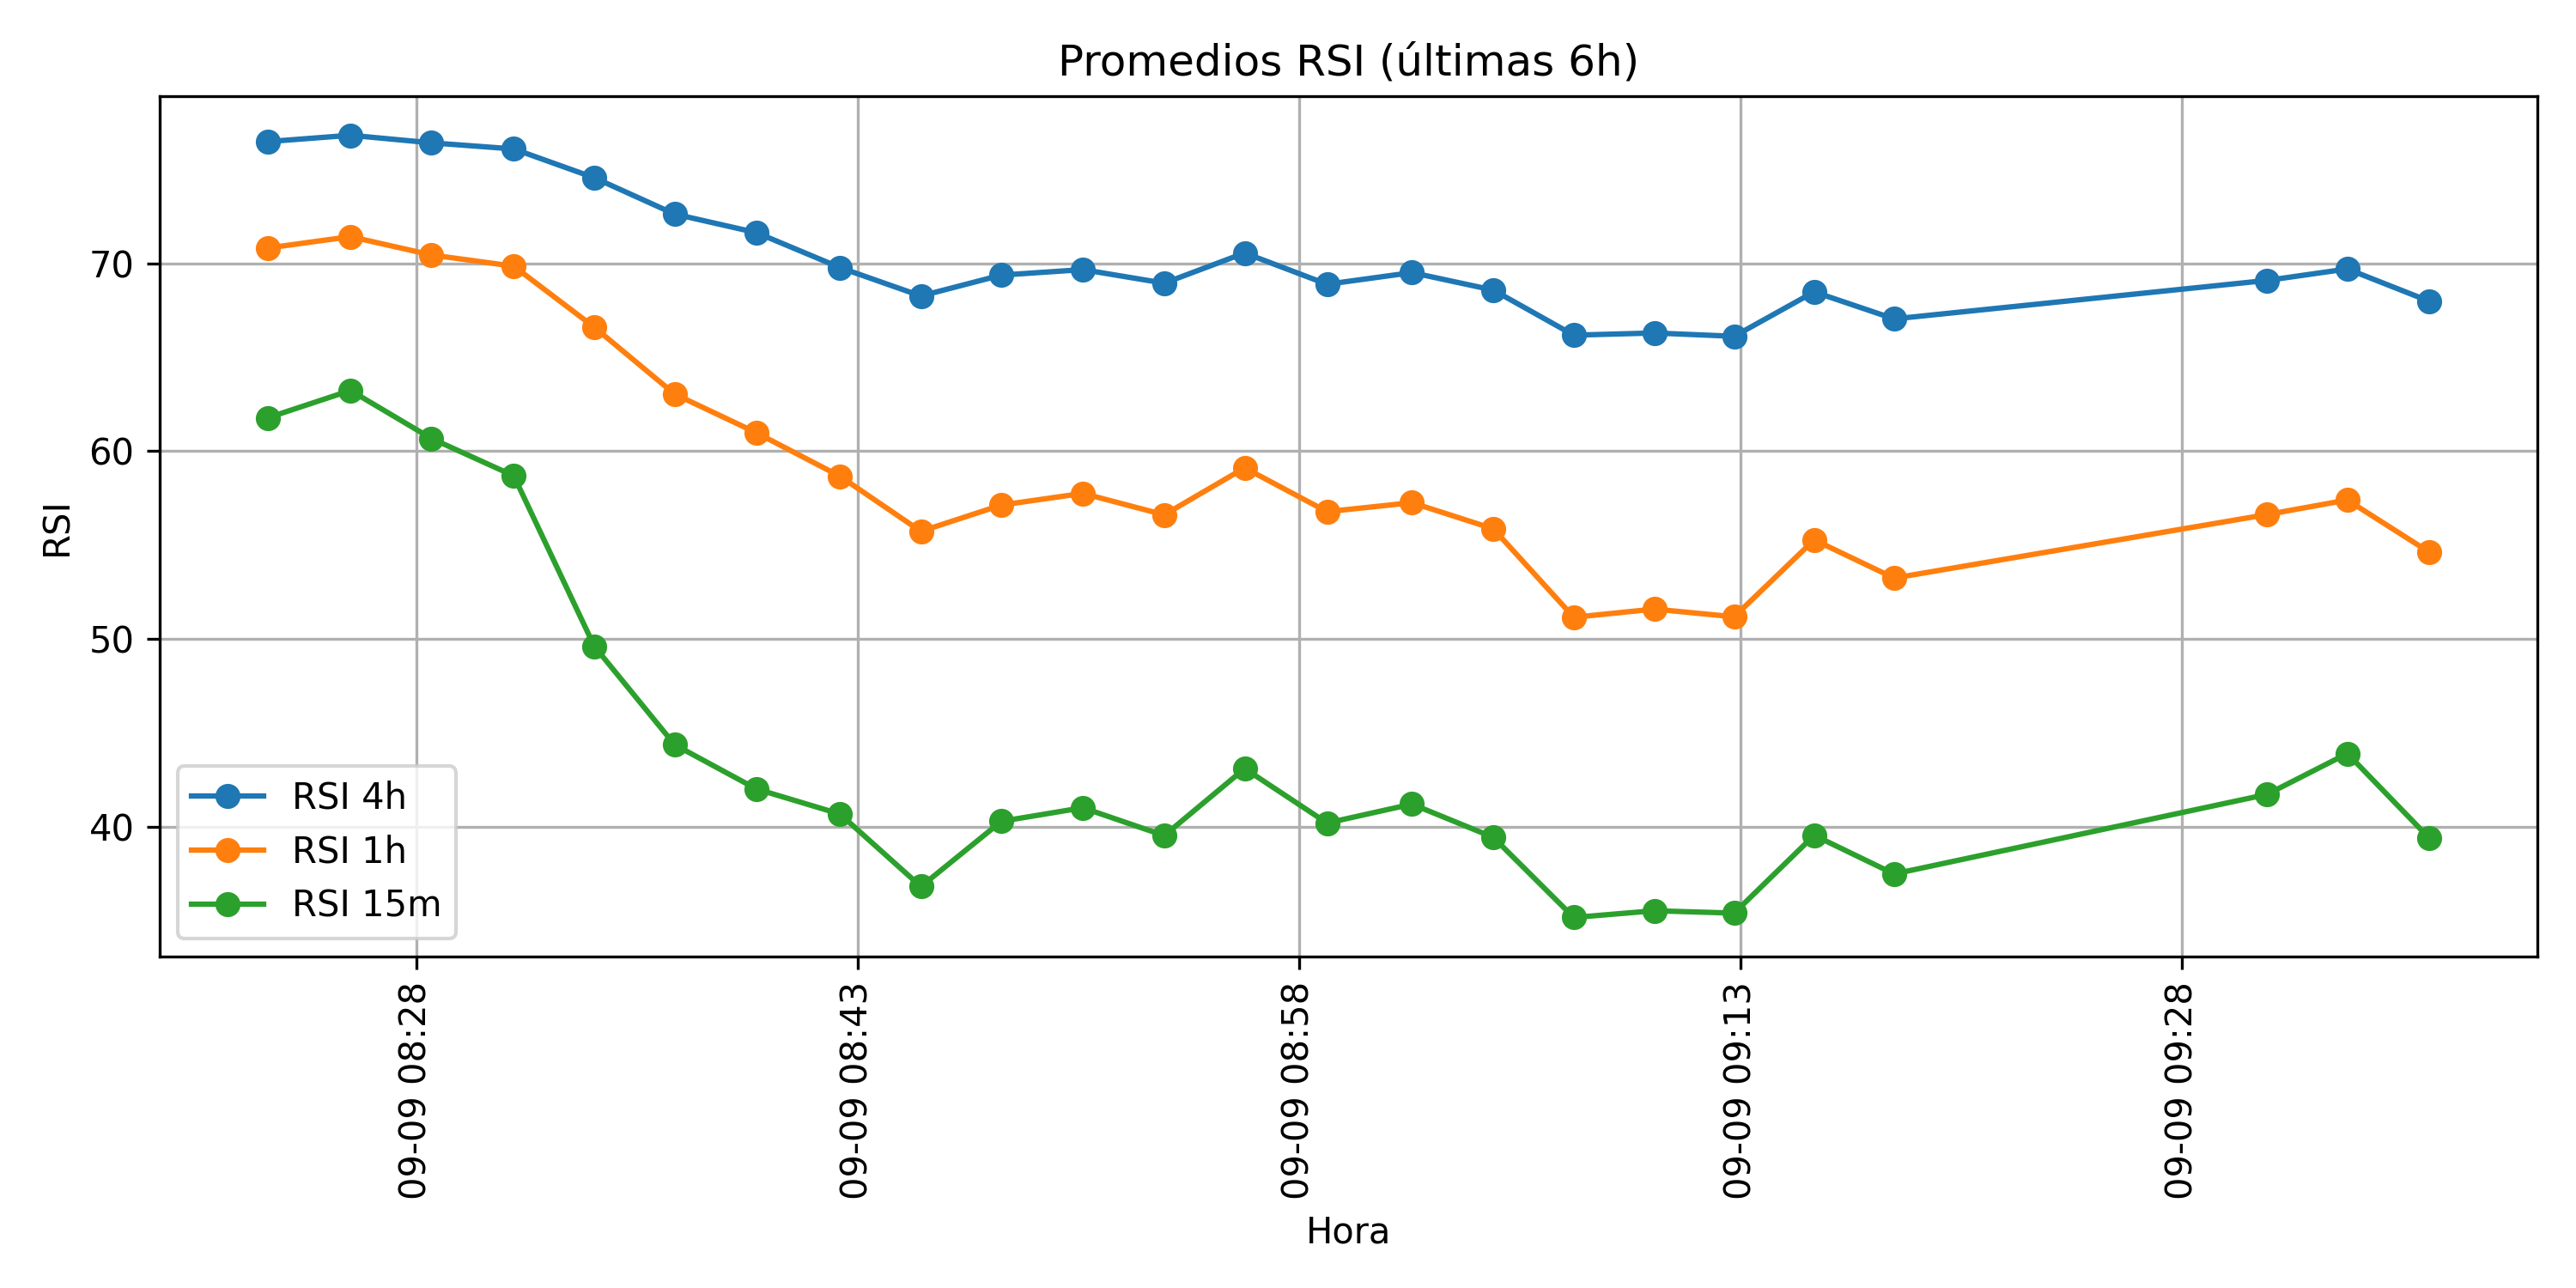 Promedios RSI (últimas 6h)
RSI
70
60
50
40
RSI 4h
RSI 1h
RSI 15m
09-09 08:28
09-09 08:43
09-09 08:58
09-09 09:13
09-09 09:28
Hora